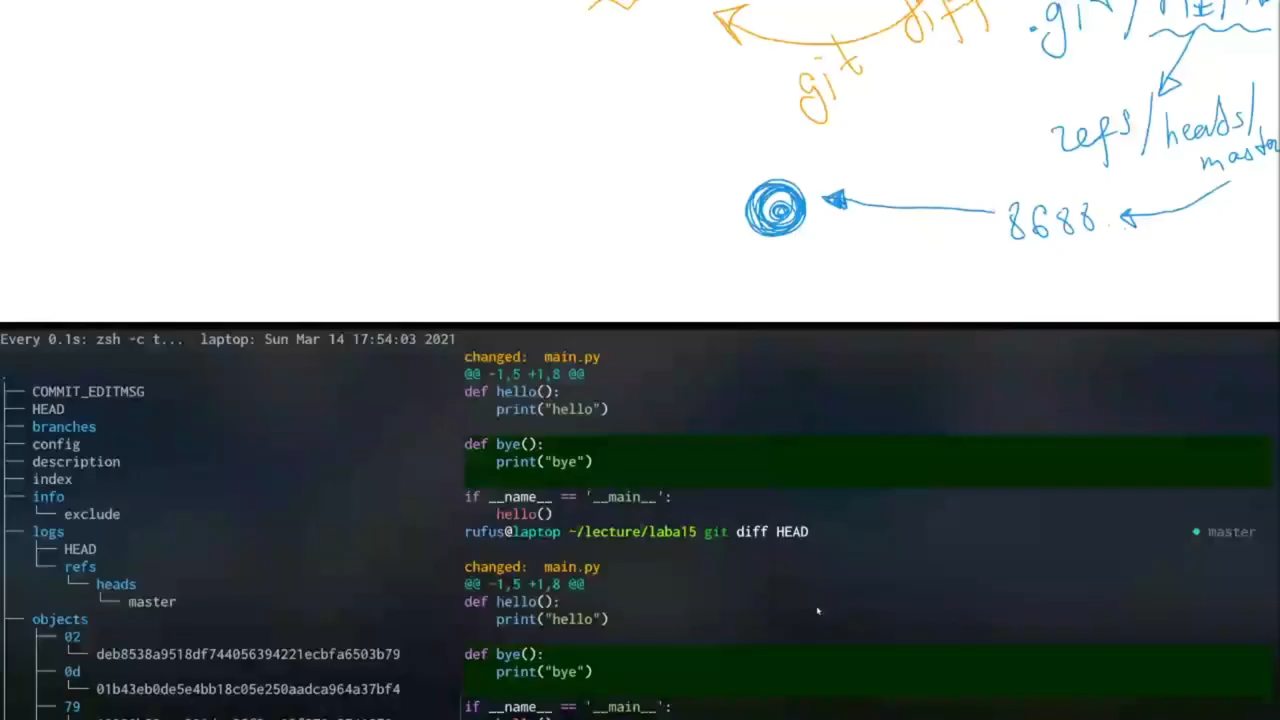 git diff
.git/
refs/heads/
master
8688
Every 0.1s: zsh -c t... laptop: Sun Mar 14 17:54:03 2021
.
├── COMMIT_EDITMSG
├── HEAD
├── branches
├── config
├── description
├── index
├── info
│   └── exclude
├── logs
│   ├── HEAD
│   └── refs
│       └── heads
│           └── master
├── objects
│   ├── 02
│   │   └── deb8538a9518df744056394221ecbfa6503b79
│   ├── 0d
│   │   └── 01b43eb0de5e4bb18c05e250aadca964a37bf4
│   ├── 79
changed: main.py
@@ -1,5 +1,8 @@
def hello():
    print("hello")
def bye():
    print("bye")
if __name__ == '__main__':
    hello()
rufus@laptop ~/lecture/laba15 git diff HEAD
● master
changed: main.py
@@ -1,5 +1,8 @@
def hello():
    print("hello")
def bye():
    print("bye")
if __name__ == '__main__':